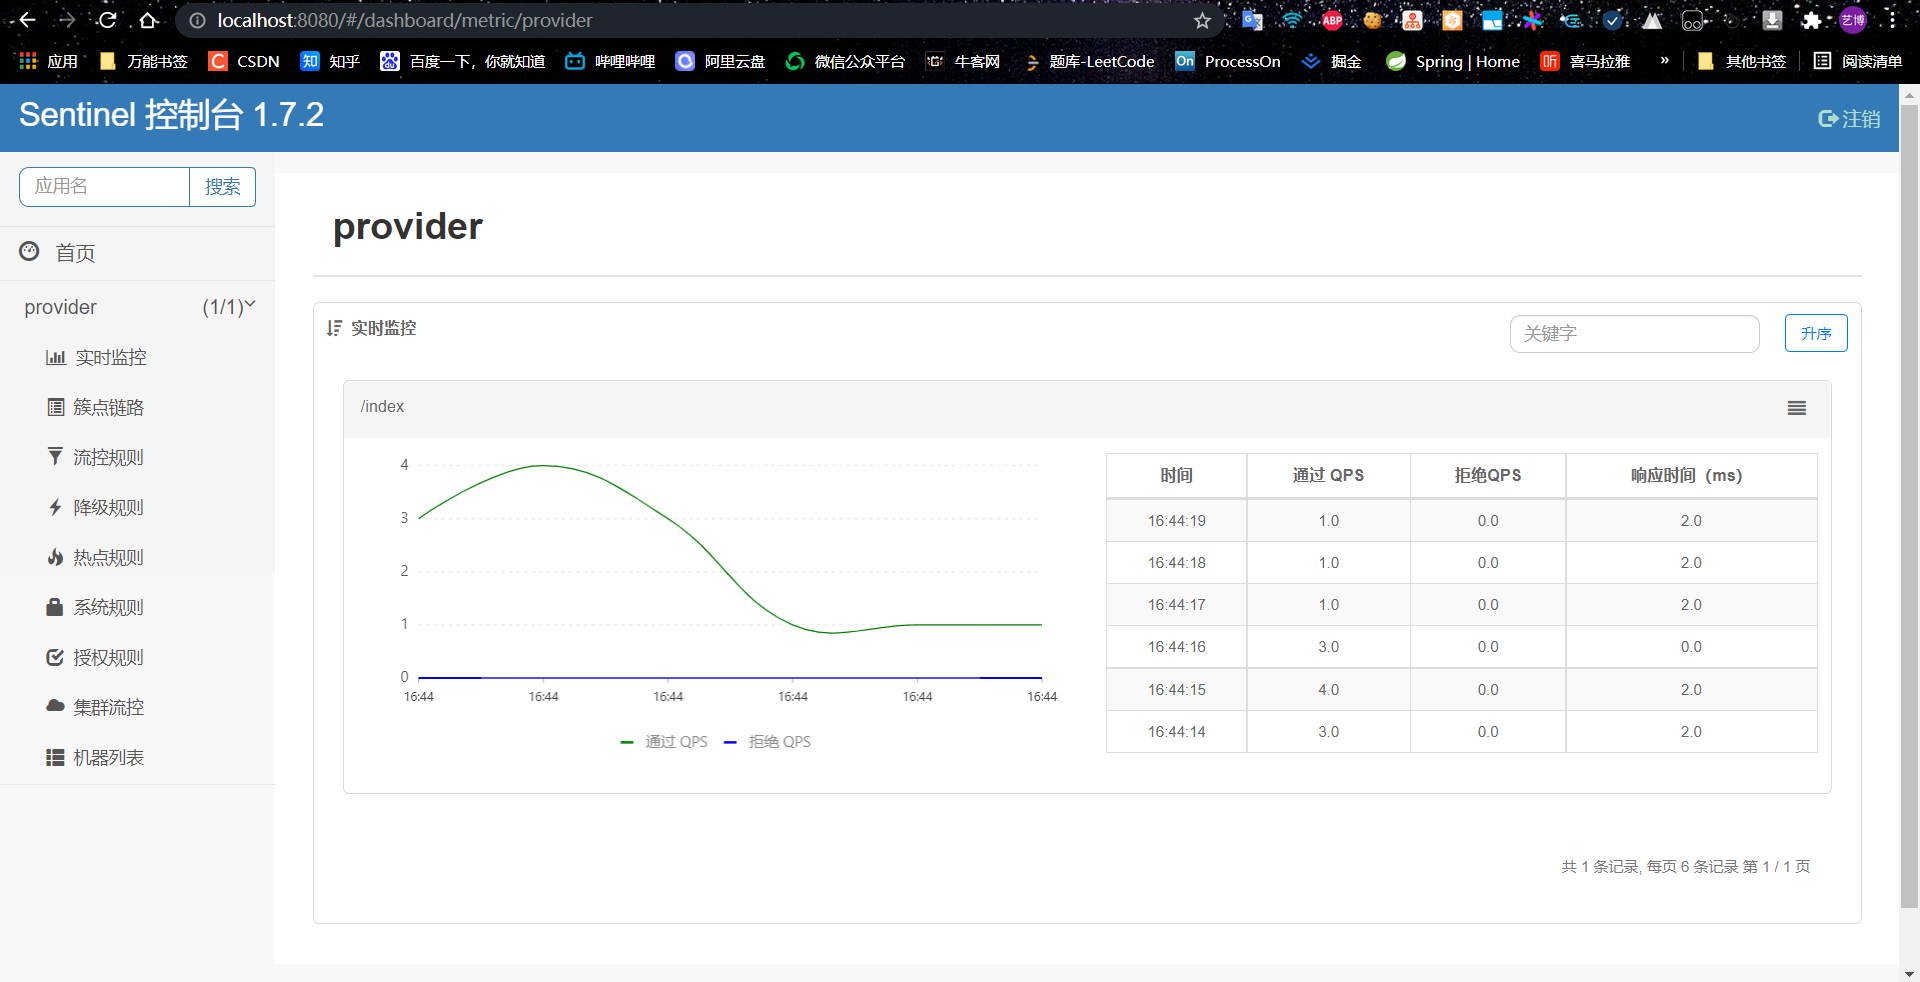 localhost:8080/#/dashboard/metric/provider
ABP
艺博
应用 万能书签 CSDN 知 知乎 百度一下，你就知道 哔哩哔哩 阿里云盘 微信公众平台 牛客网 题库-LeetCode On ProcessOn 掘金 Spring | Home 听 喜马拉雅 » 其他书签 阅读清单
Sentinel 控制台 1.7.2
注销
应用名 搜索
首页
provider (1/1)
实时监控
簇点链路
流控规则
降级规则
热点规则
系统规则
授权规则
集群流控
机器列表
provider
实时监控 关键字 升序
/index
4
3
2
1
0
16:44 16:44 16:44 16:44 16:44 16:44
通过 QPS 拒绝 QPS
时间 通过 QPS 拒绝QPS 响应时间（ms）
16:44:19 1.0 0.0 2.0
16:44:18 1.0 0.0 2.0
16:44:17 1.0 0.0 2.0
16:44:16 3.0 0.0 0.0
16:44:15 4.0 0.0 2.0
16:44:14 3.0 0.0 2.0
共 1 条记录, 每页 6 条记录 第 1 / 1 页